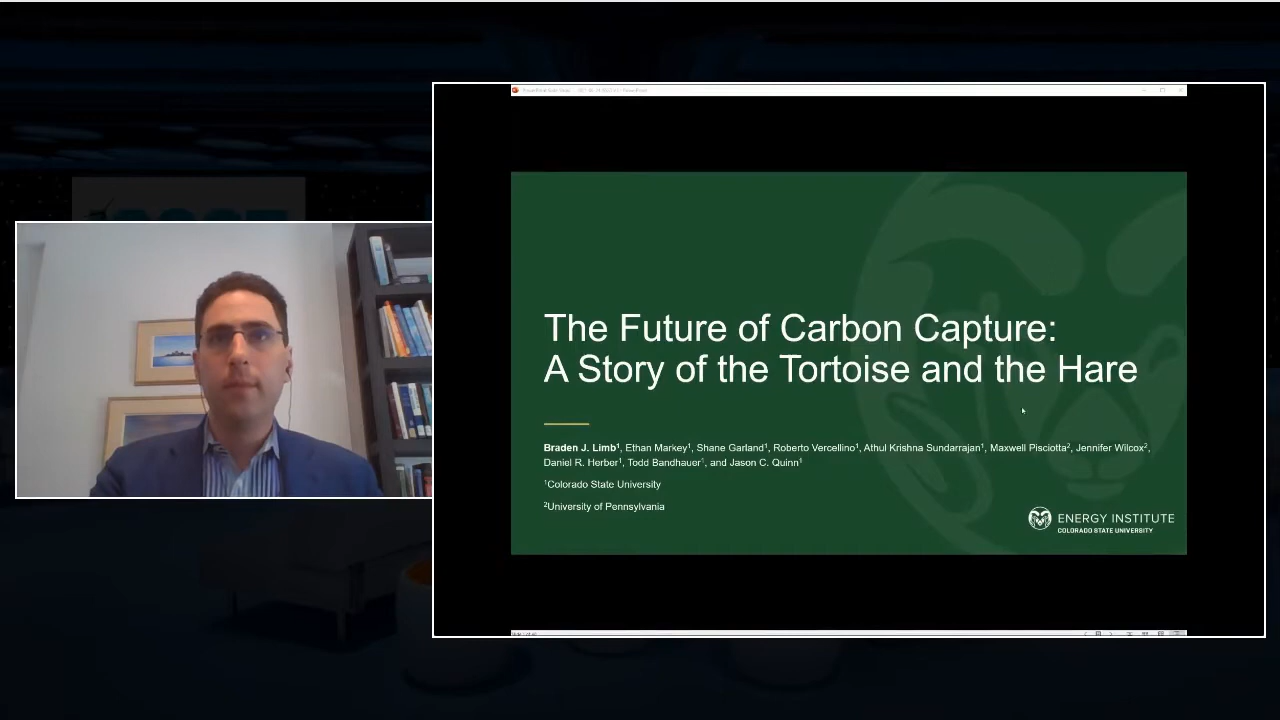 The Future of Carbon Capture:
A Story of the Tortoise and the Hare
Braden J. Limb¹, Ethan Markey¹, Shane Garland¹, Roberto Vercellino¹, Athul Krishna Sundarrajan¹, Maxwell Pisciotta², Jennifer Wilcox²,
Daniel R. Herber¹, Todd Bandhauer¹, and Jason C. Quinn¹
¹Colorado State University
²University of Pennsylvania
ENERGY INSTITUTE
COLORADO STATE UNIVERSITY